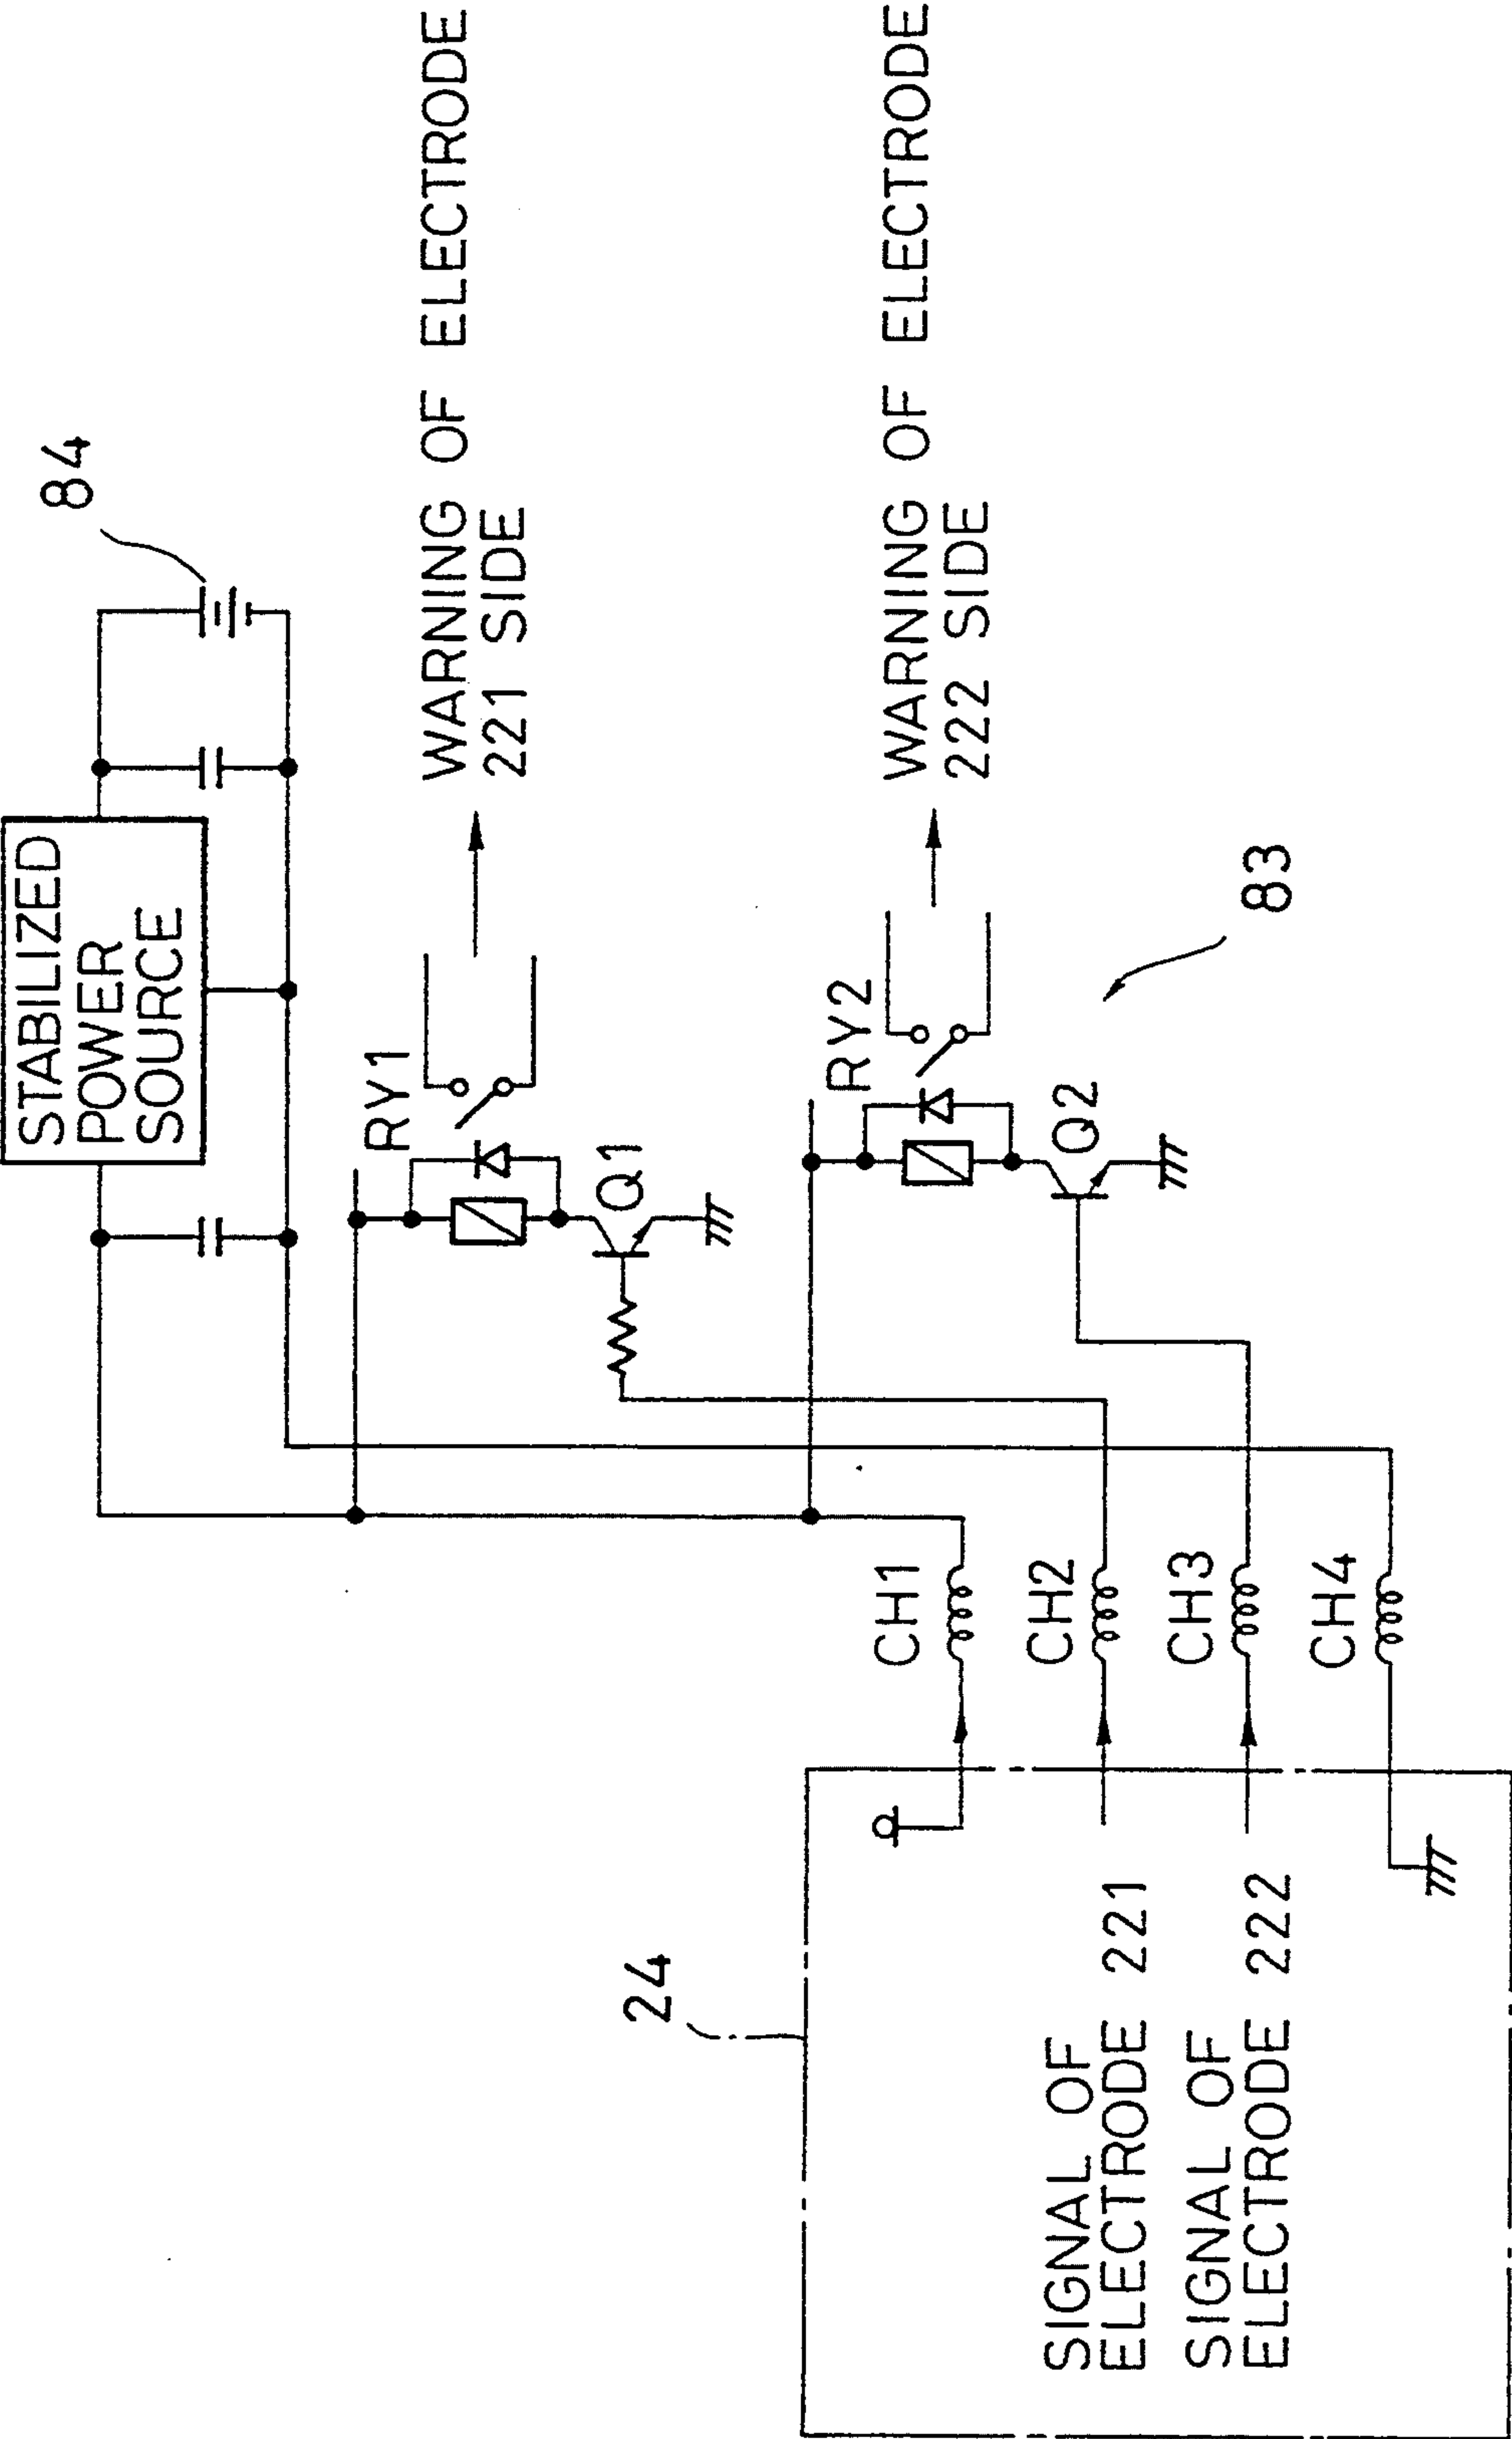 STABILIZED
POWER
SOURCE
84
RY1
WARNING OF ELECTRODE
221 SIDE
Q1
RY2
WARNING OF ELECTRODE
222 SIDE
Q2
83
CH1
CH2
CH3
CH4
24
SIGNAL OF
ELECTRODE 221
SIGNAL OF
ELECTRODE 222